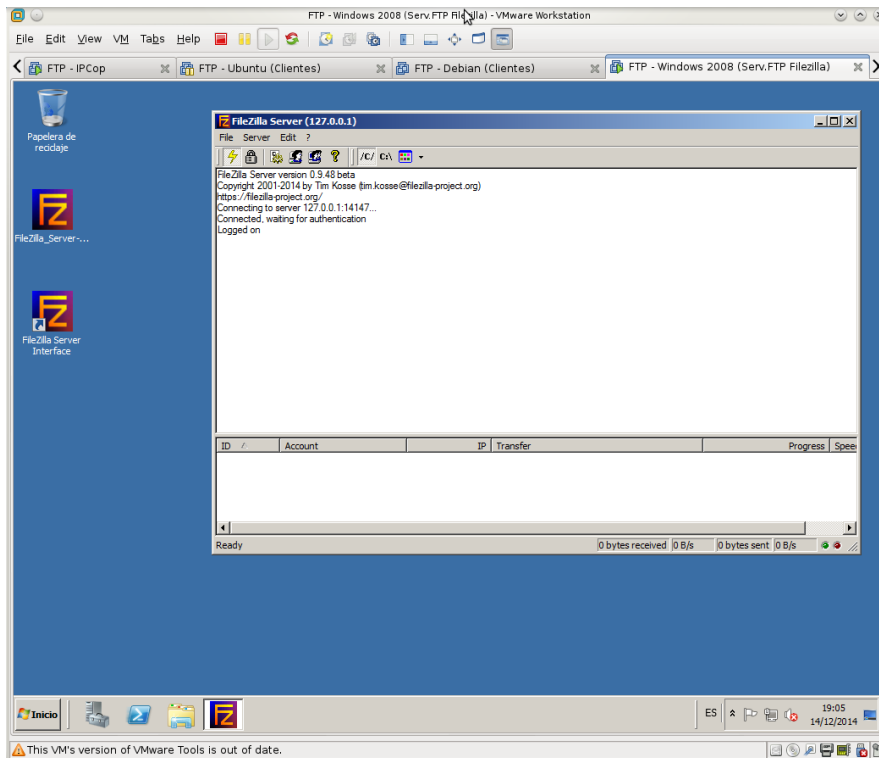 FTP - Windows 2008 (Serv.FTP Filezilla) - VMware Workstation
File Edit View VM Tabs Help
FTP - IPCop
FTP - Ubuntu (Clientes)
FTP - Debian (Clientes)
FTP - Windows 2008 (Serv.FTP Filezilla)
Papelera de
reciclaje
FileZilla_Server-...
FileZilla Server
Interface
FileZilla Server (127.0.0.1)
File Server Edit ?
/C/ C:\
FileZilla Server version 0.9.48 beta
Copyright 2001-2014 by Tim Kosse (tim.kosse@filezilla-project.org)
https://filezilla-project.org/
Connecting to server 127.0.0.1:14147...
Connected, waiting for authentication
Logged on
ID / Account IP Transfer Progress Spee
Ready 0 bytes received 0 B/s 0 bytes sent 0 B/s
Inicio
ES
19:05
14/12/2014
This VM's version of VMware Tools is out of date.